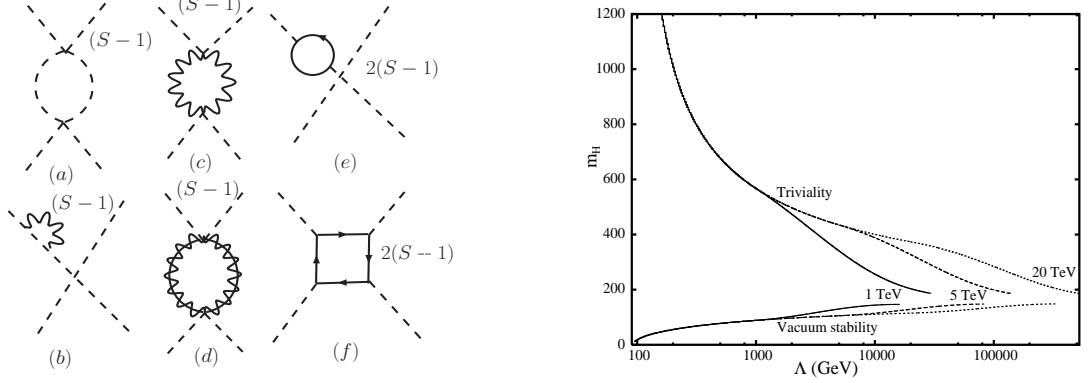 (S − 1)
(S − 1)
2(S − 1)
(a)
(c)
(e)
(S − 1)
(S − 1)
2(S -- 1)
(b)
(d)
(f)
1200
1000
800
600
400
200
0
m_H
Triviality
20 TeV
1 TeV
5 TeV
Vacuum stability
100
1000
10000
100000
Λ (GeV)